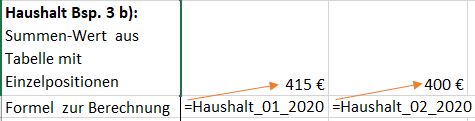 Haushalt Bsp. 3 b):
Summen-Wert aus
Tabelle mit
Einzelpositionen 415 € 400 €
Formel zur Berechnung =Haushalt_01_2020 =Haushalt_02_2020